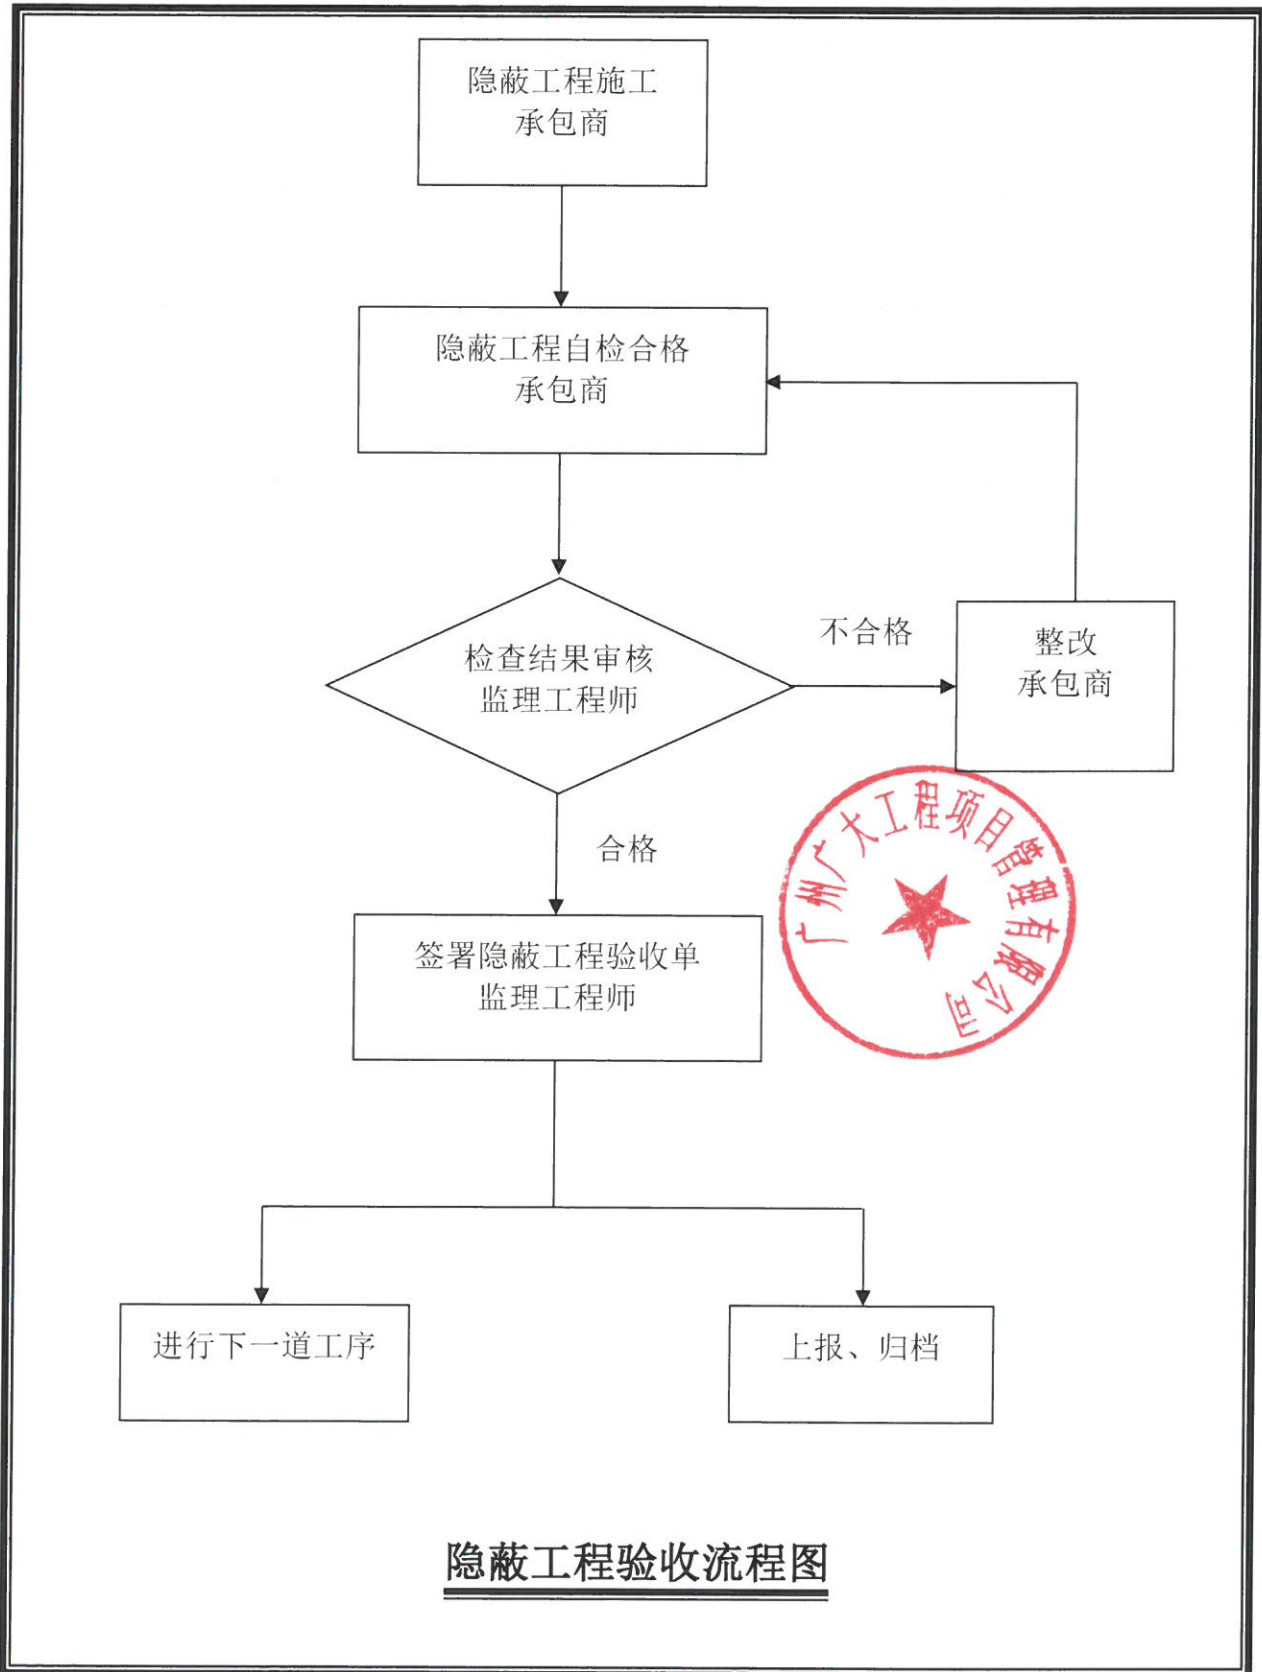 隐蔽工程施工
承包商
隐蔽工程自检合格
承包商
检查结果审核
监理工程师
不合格
整改
承包商
合格
广州广大工程项目管理有限公司
签署隐蔽工程验收单
监理工程师
进行下一道工序
上报、归档
隐蔽工程验收流程图